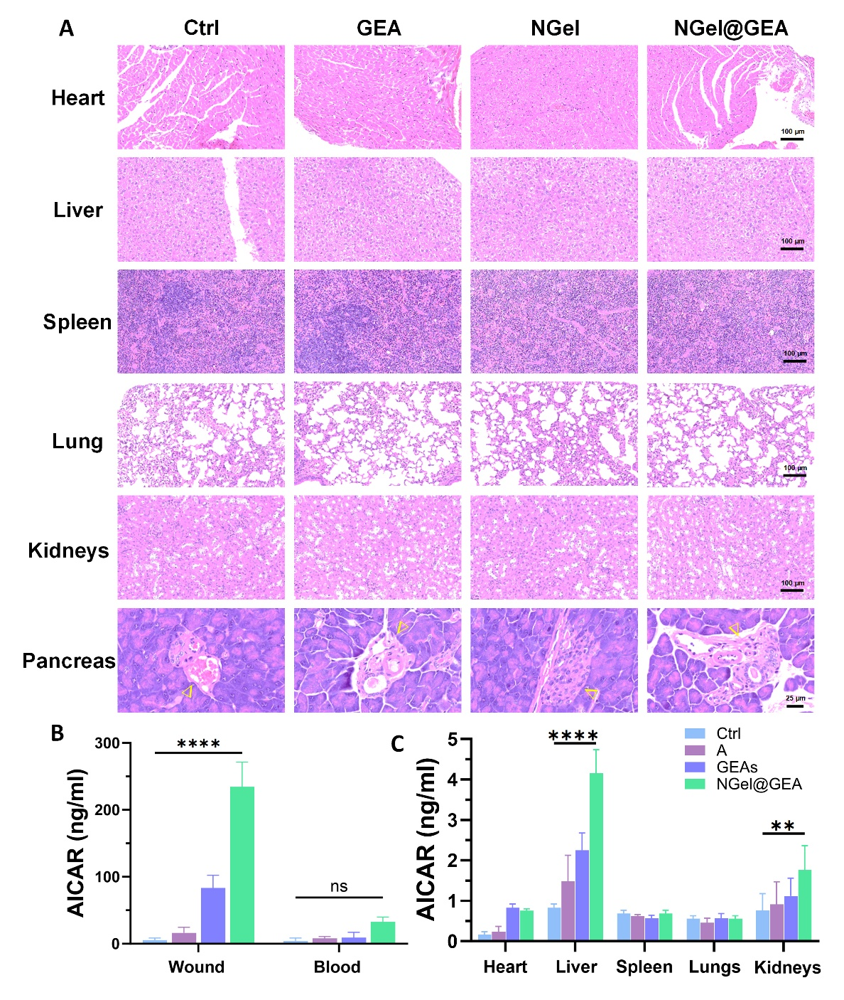 A
Ctrl GEA NGel NGel@GEA
Heart
100 μm
Liver
100 μm
Spleen
100 μm
Lung
100 μm
Kidneys
100 μm
Pancreas
25 μm
B
AICAR (ng/ml)
300
200
100
0
****
ns
Wound Blood
C
AICAR (ng/ml)
5
4
3
2
1
0
****
**
Ctrl
A
GEAs
NGel@GEA
Heart Liver Spleen Lungs Kidneys